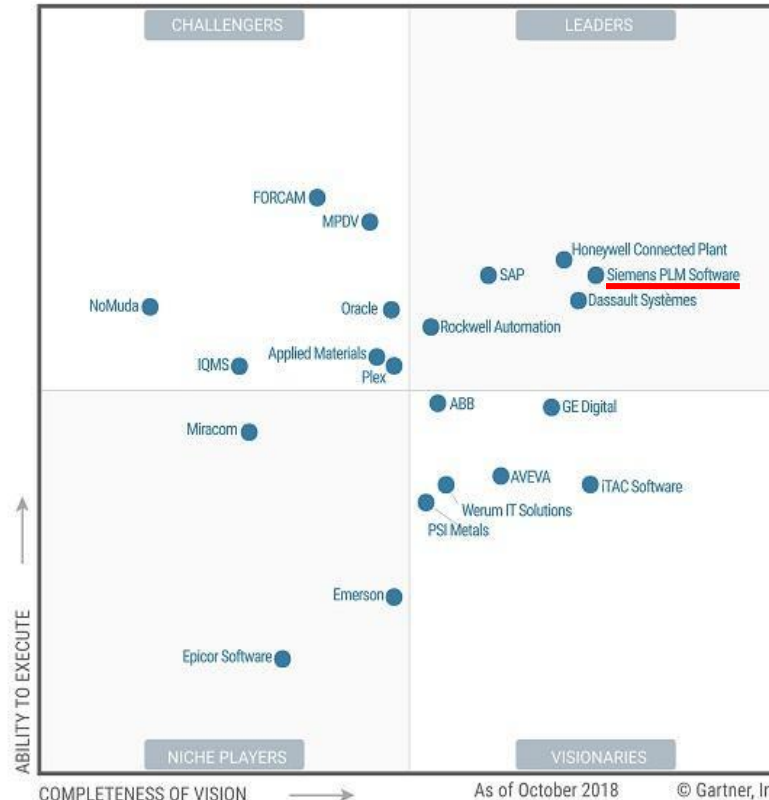 CHALLENGERS
LEADERS
FORCAM
MPDV
Honeywell Connected Plant
SAP
Siemens PLM Software
Dassault Systèmes
NoMuda
Oracle
Rockwell Automation
Applied Materials
IQMS
Plex
ABB
GE Digital
Miracom
AVEVA
iTAC Software
Werum IT Solutions
PSI Metals
Emerson
Epicor Software
ABILITY TO EXECUTE
NICHE PLAYERS
VISIONARIES
COMPLETENESS OF VISION
As of October 2018
© Gartner, In